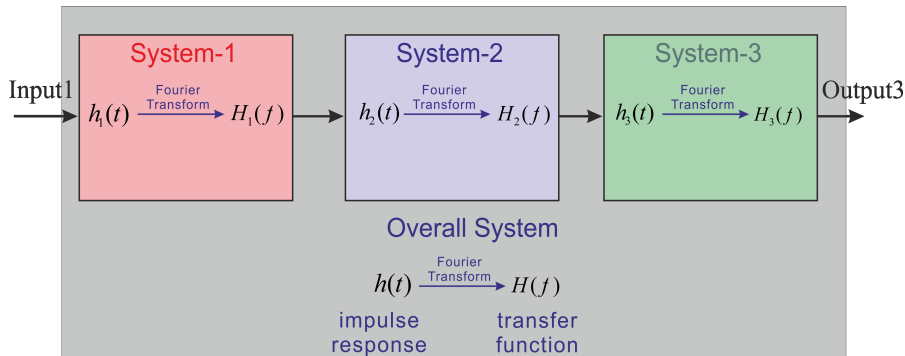 System-1
System-2
System-3
Input1
Output3
h₁(t)
Fourier
Transform
H₁(f)
h₂(t)
Fourier
Transform
H₂(f)
h₃(t)
Fourier
Transform
H₃(f)
Overall System
h(t)
Fourier
Transform
H(f)
impulse
response
transfer
function